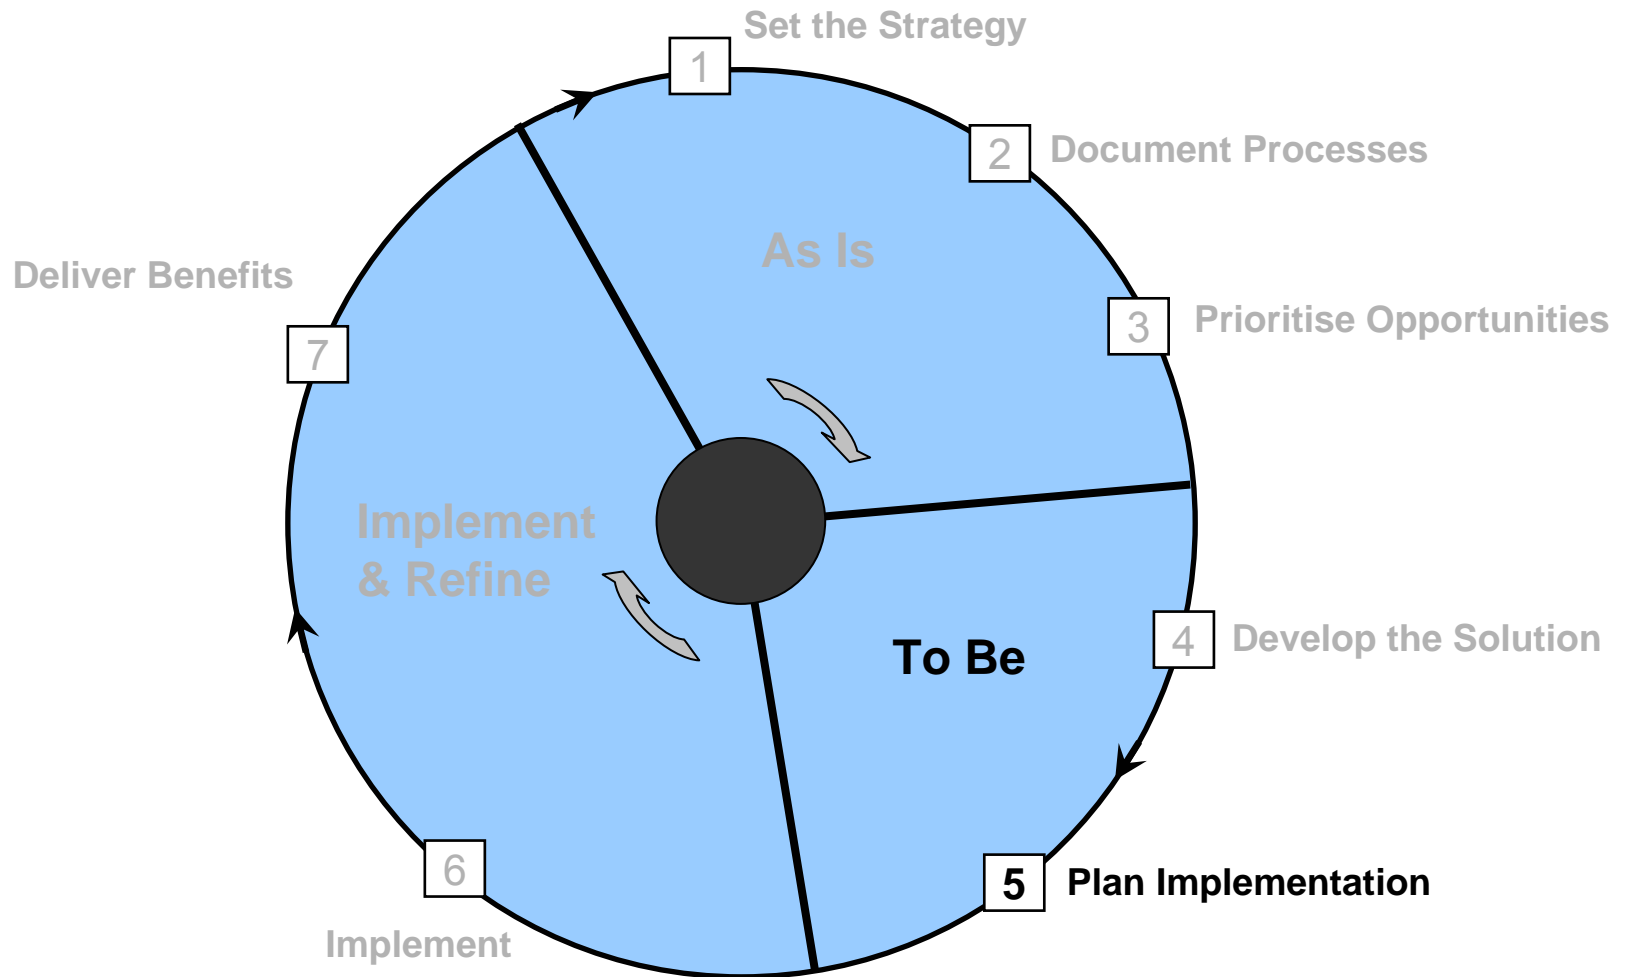 1 Set the Strategy
2 Document Processes
3 Prioritise Opportunities
4 Develop the Solution
5 Plan Implementation
6
Implement
7
Deliver Benefits
As Is
To Be
Implement
& Refine